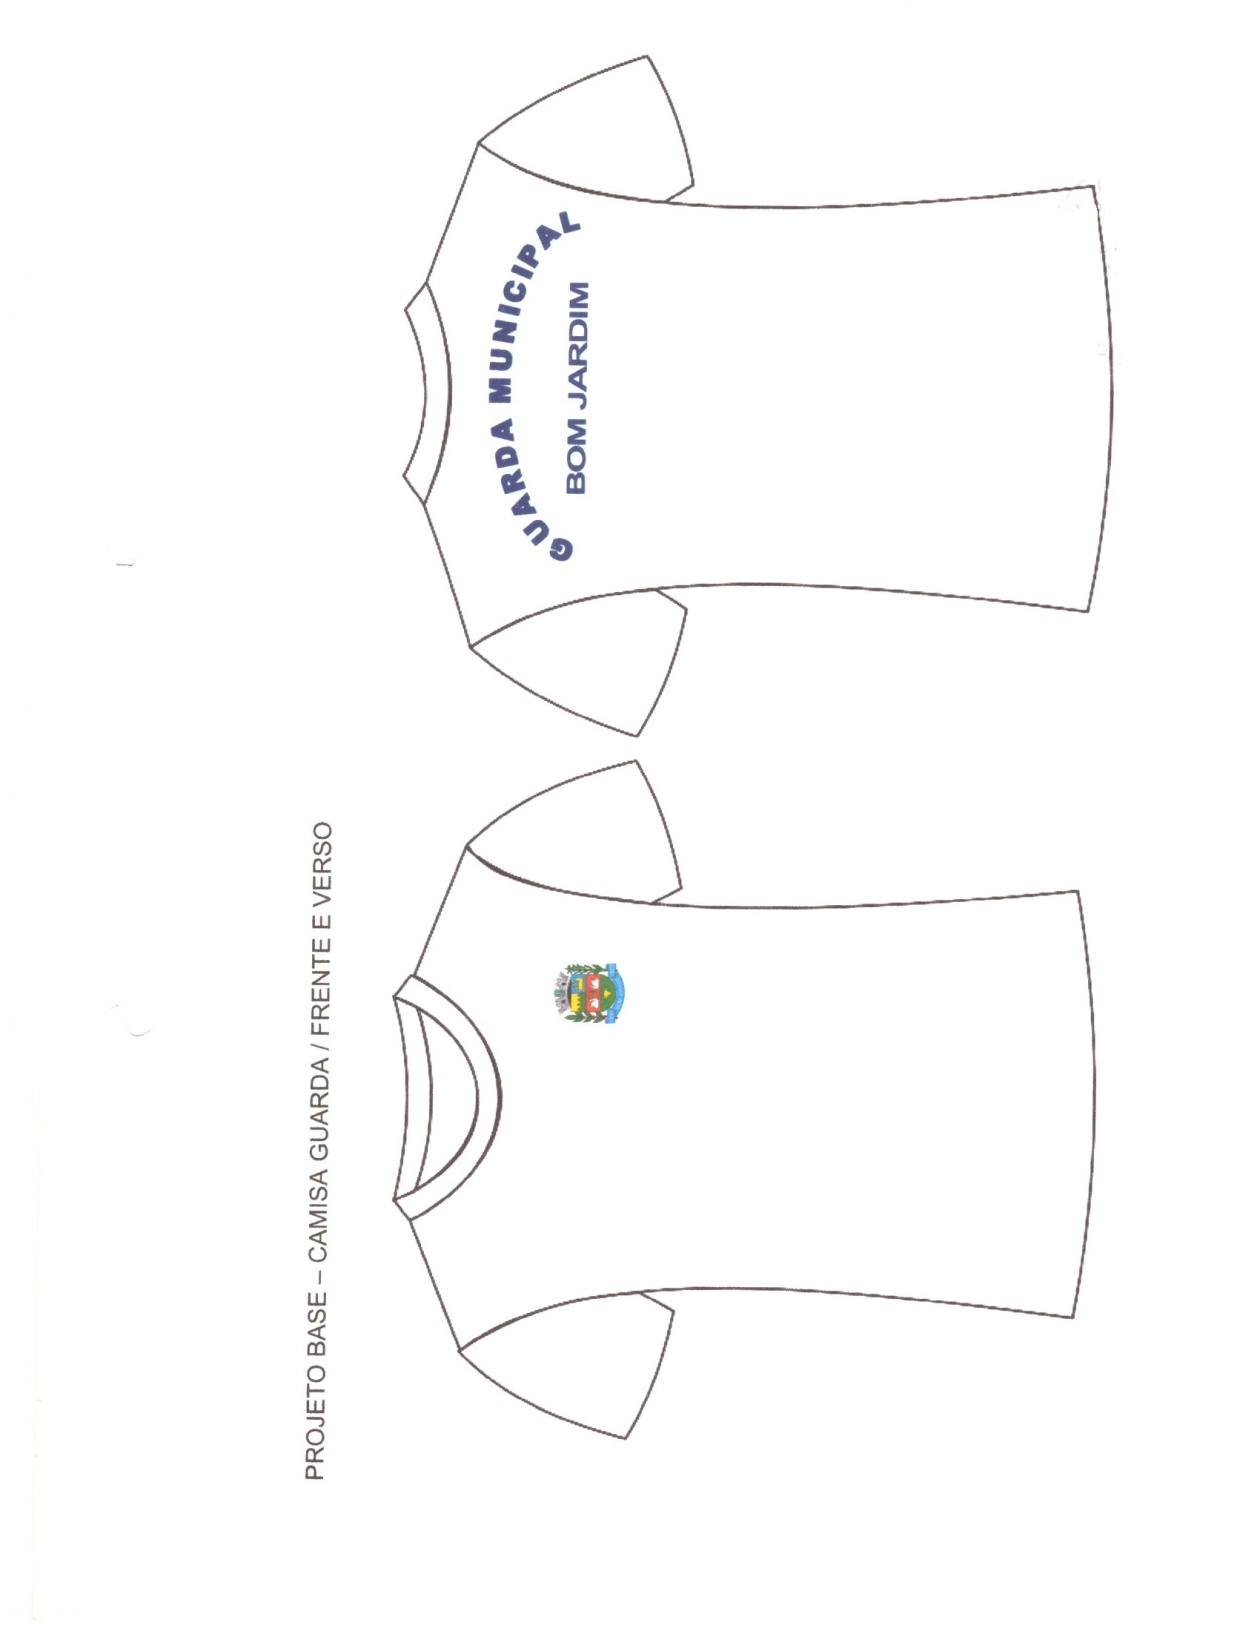 PROJETO BASE – CAMISA GUARDA / FRENTE E VERSO
GUARDA MUNICIPAL
BOM JARDIM